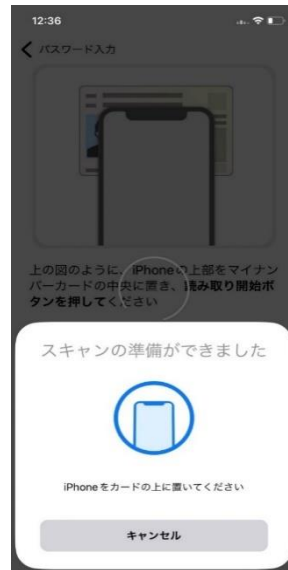 12:36
パスワード入力
上の図のように、iPhoneの上部をマイナン
バーカードの中央に置き、読み取り開始ボ
タンを押してください
スキャンの準備ができました
iPhoneをカードの上に置いてください
キャンセル